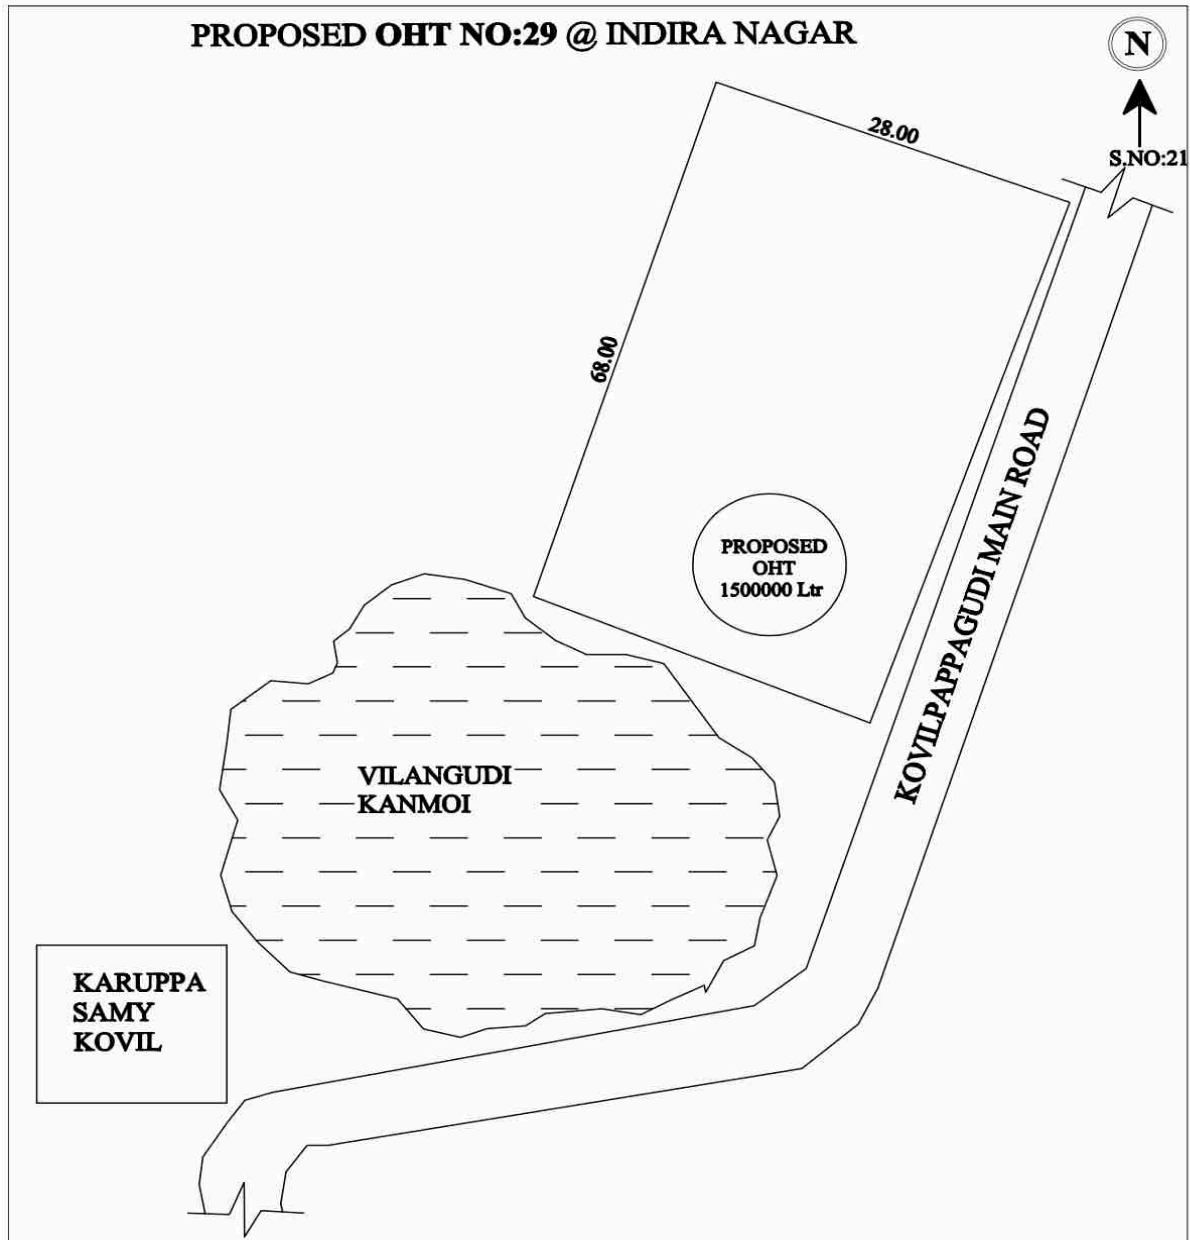 PROPOSED OHT NO:29 @ INDIRA NAGAR
N
S.NO:21
28.00
68.00
PROPOSED
OHT
1500000 Ltr
KOVILPAPPAGUDI MAIN ROAD
VILANGUDI
KANMOI
KARUPPA
SAMY
KOVIL